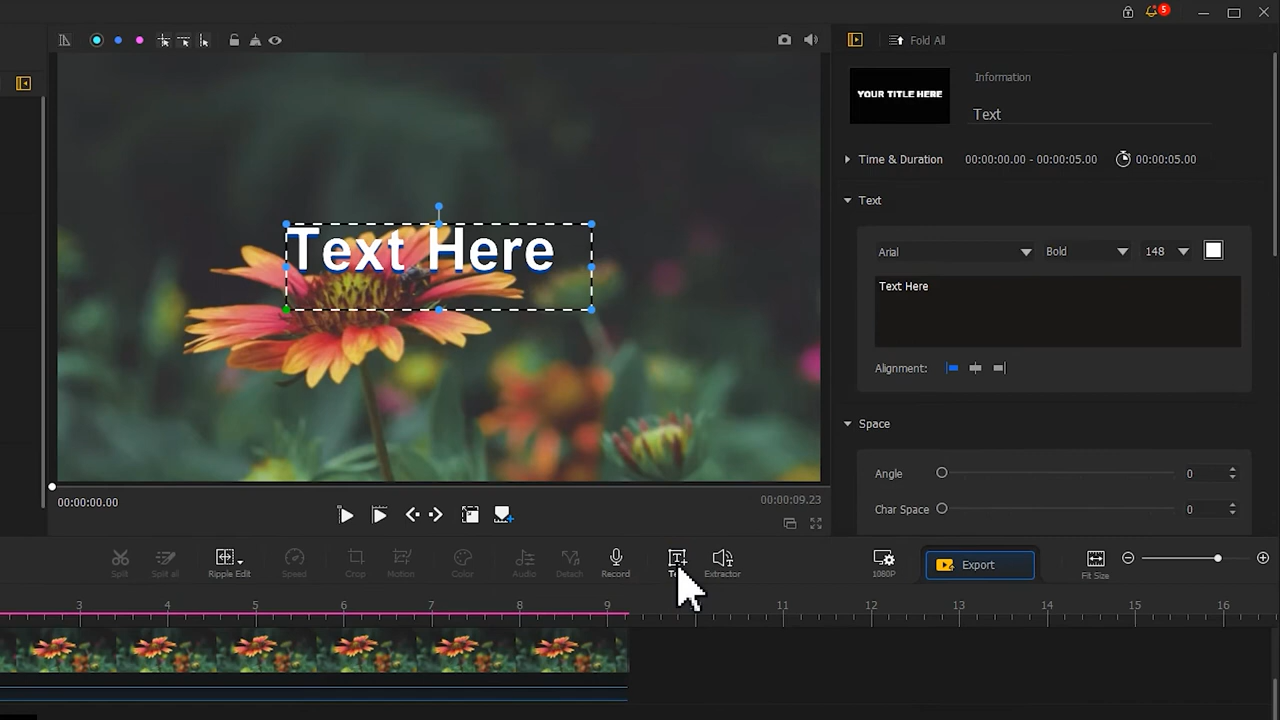 5
Fold All
YOUR TITLE HERE
Information
Text
Time & Duration 00:00:00.00 - 00:00:05.00 00:00:05.00
Text
Text Here
Arial Bold 148
Text Here
Alignment:
Space
Angle 0
Char Space 0
00:00:00.00
00:00:09.23
Split Split all Ripple Edit Speed Crop Motion Color Audio Detach Record Extractor 1080P Export Fit Size
3 4 5 6 7 8 9 11 12 13 14 15 16